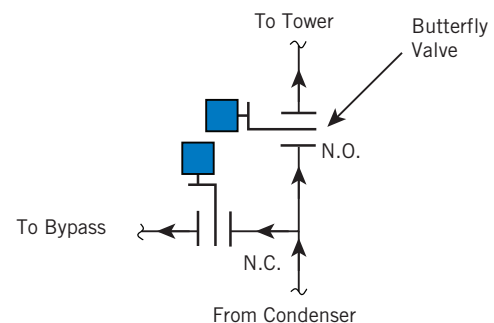 To Tower
Butterfly
Valve
N.O.
To Bypass
N.C.
From Condenser